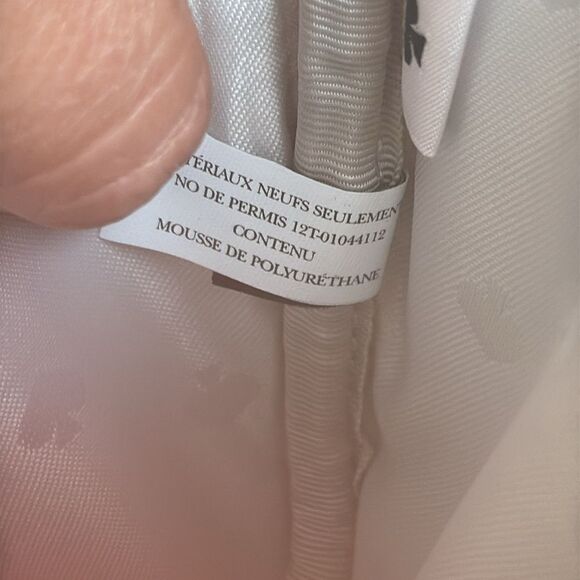 TÉRIAUX NEUFS SEULEMEN
NO DE PERMIS 12T-01044112
CONTENU
MOUSSE DE POLYURÉTHANE